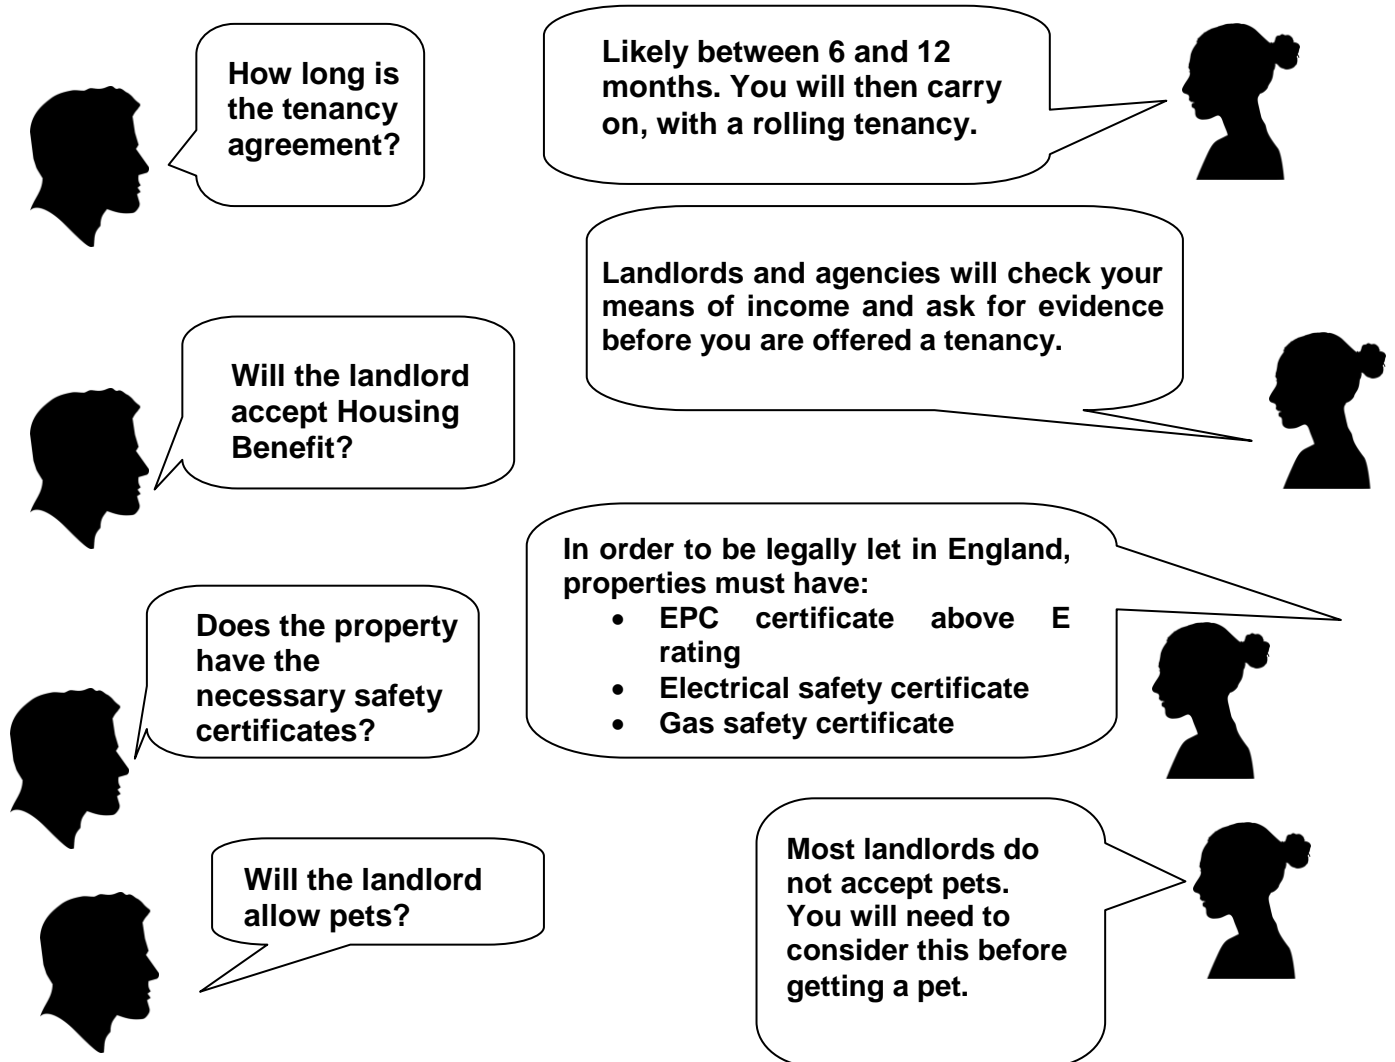 How long is
the tenancy
agreement?
Likely between 6 and 12
months. You will then carry
on, with a rolling tenancy.
Will the landlord
accept Housing
Benefit?
Landlords and agencies will check your
means of income and ask for evidence
before you are offered a tenancy.
Does the property
have the
necessary safety
certificates?
In order to be legally let in England,
properties must have:
• EPC certificate above E
rating
• Electrical safety certificate
• Gas safety certificate
Will the landlord
allow pets?
Most landlords do
not accept pets.
You will need to
consider this before
getting a pet.